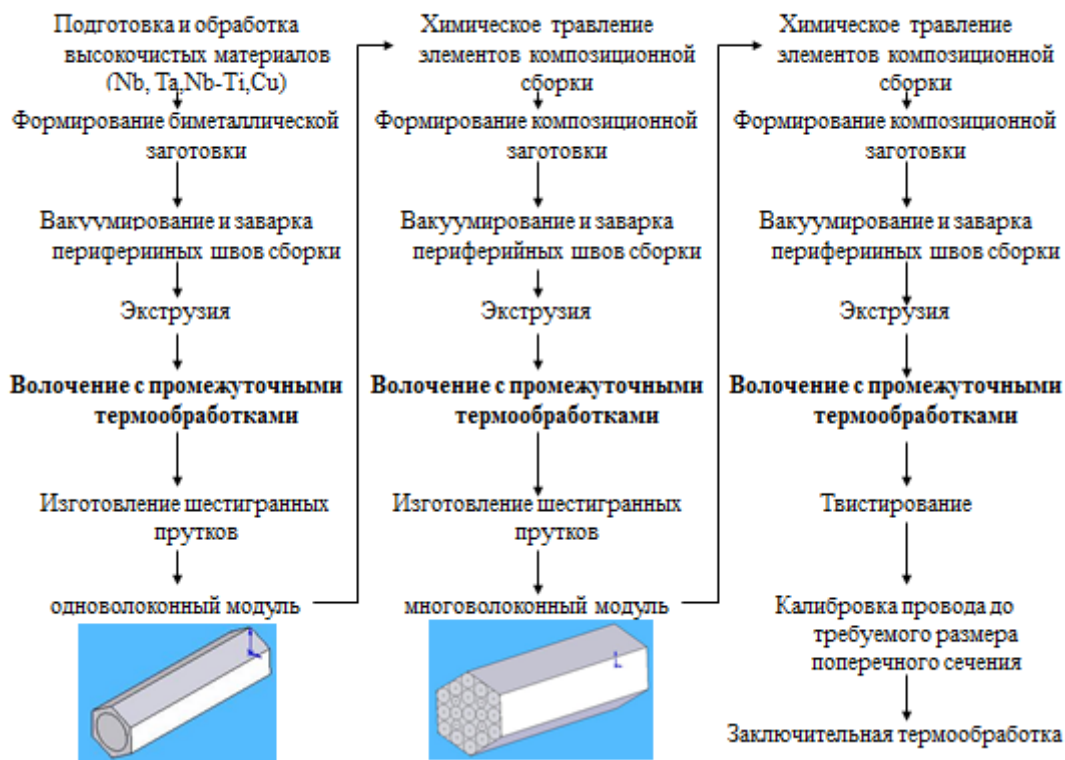 Подготовка и обработка
высокочистых материалов
(Nb, Ta,Nb-Ti,Cu)
Формирование биметаллической
заготовки
Вакуумирование и заварка
перифериинных швов сборки
Экструзия
Волочение с промежуточными
термообработками
Изготовление шестигранных
прутков
одноволоконный модуль
Химическое травление
элементов композиционной
сборки
Формирование композиционной
заготовки
Вакуумирование и заварка
периферийных швов сборки
Экструзия
Волочение с промежуточными
термообработками
Изготовление шестигранных
прутков
многоволоконный модуль
Химическое травление
элементов композиционной
сборки
Формирование композиционной
заготовки
Вакуумирование и заварка
перифериинных швов сборки
Экструзия
Волочение с промежуточными
термообработками
Твистирование
Калибровка провода до
требуемого размера
поперечного сечения
Заключительная термообработка